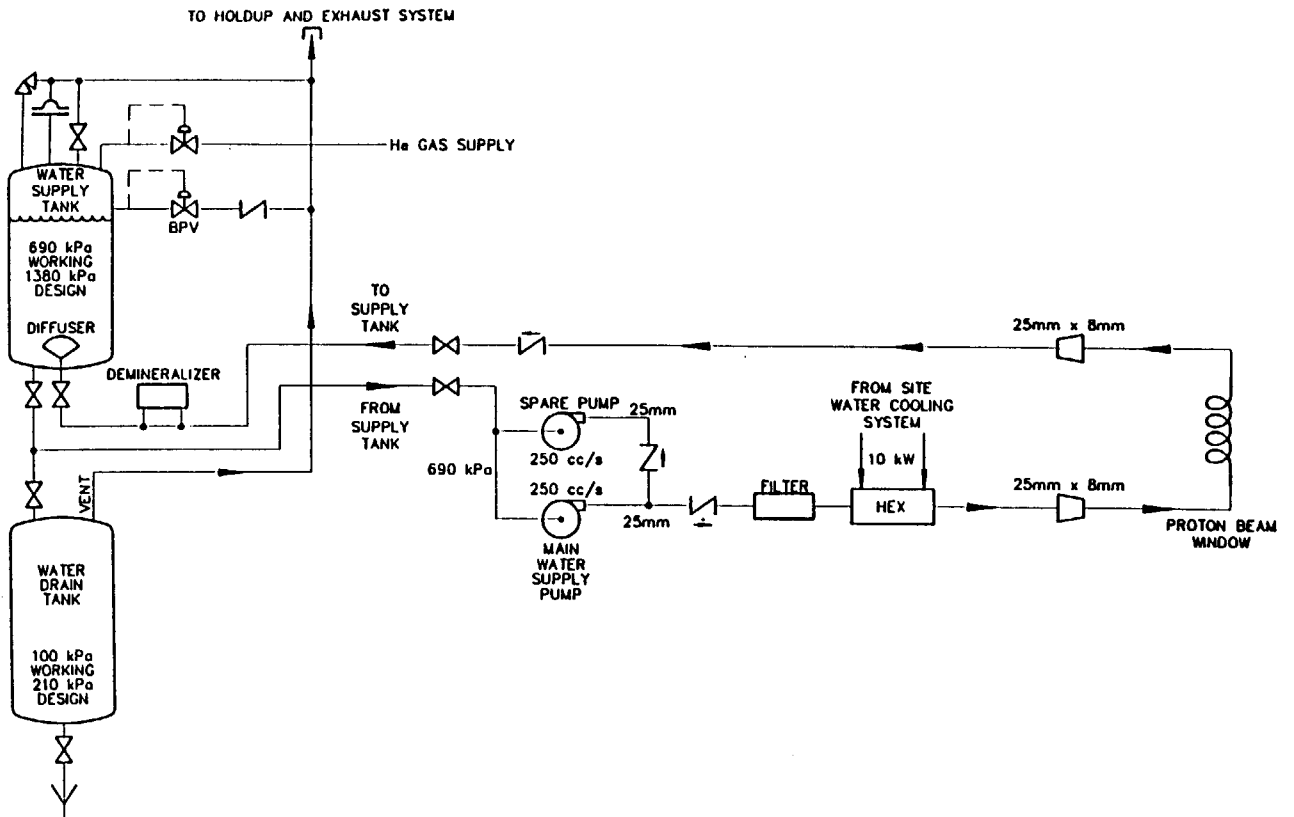 TO HOLDUP AND EXHAUST SYSTEM
He GAS SUPPLY
WATER
SUPPLY
TANK
BPV
690 kPa
WORKING
1380 kPa
DESIGN
DIFFUSER
DEMINERALIZER
TO
SUPPLY
TANK
25mm x 8mm
FROM
SUPPLY
TANK
SPARE PUMP
25mm
250 cc/s
690 kPa
250 cc/s
25mm
MAIN
WATER
SUPPLY
PUMP
FILTER
FROM SITE
WATER COOLING
SYSTEM
10 kW
HEX
25mm x 8mm
PROTON BEAM
WINDOW
VENT
WATER
DRAIN
TANK
100 kPa
WORKING
210 kPa
DESIGN